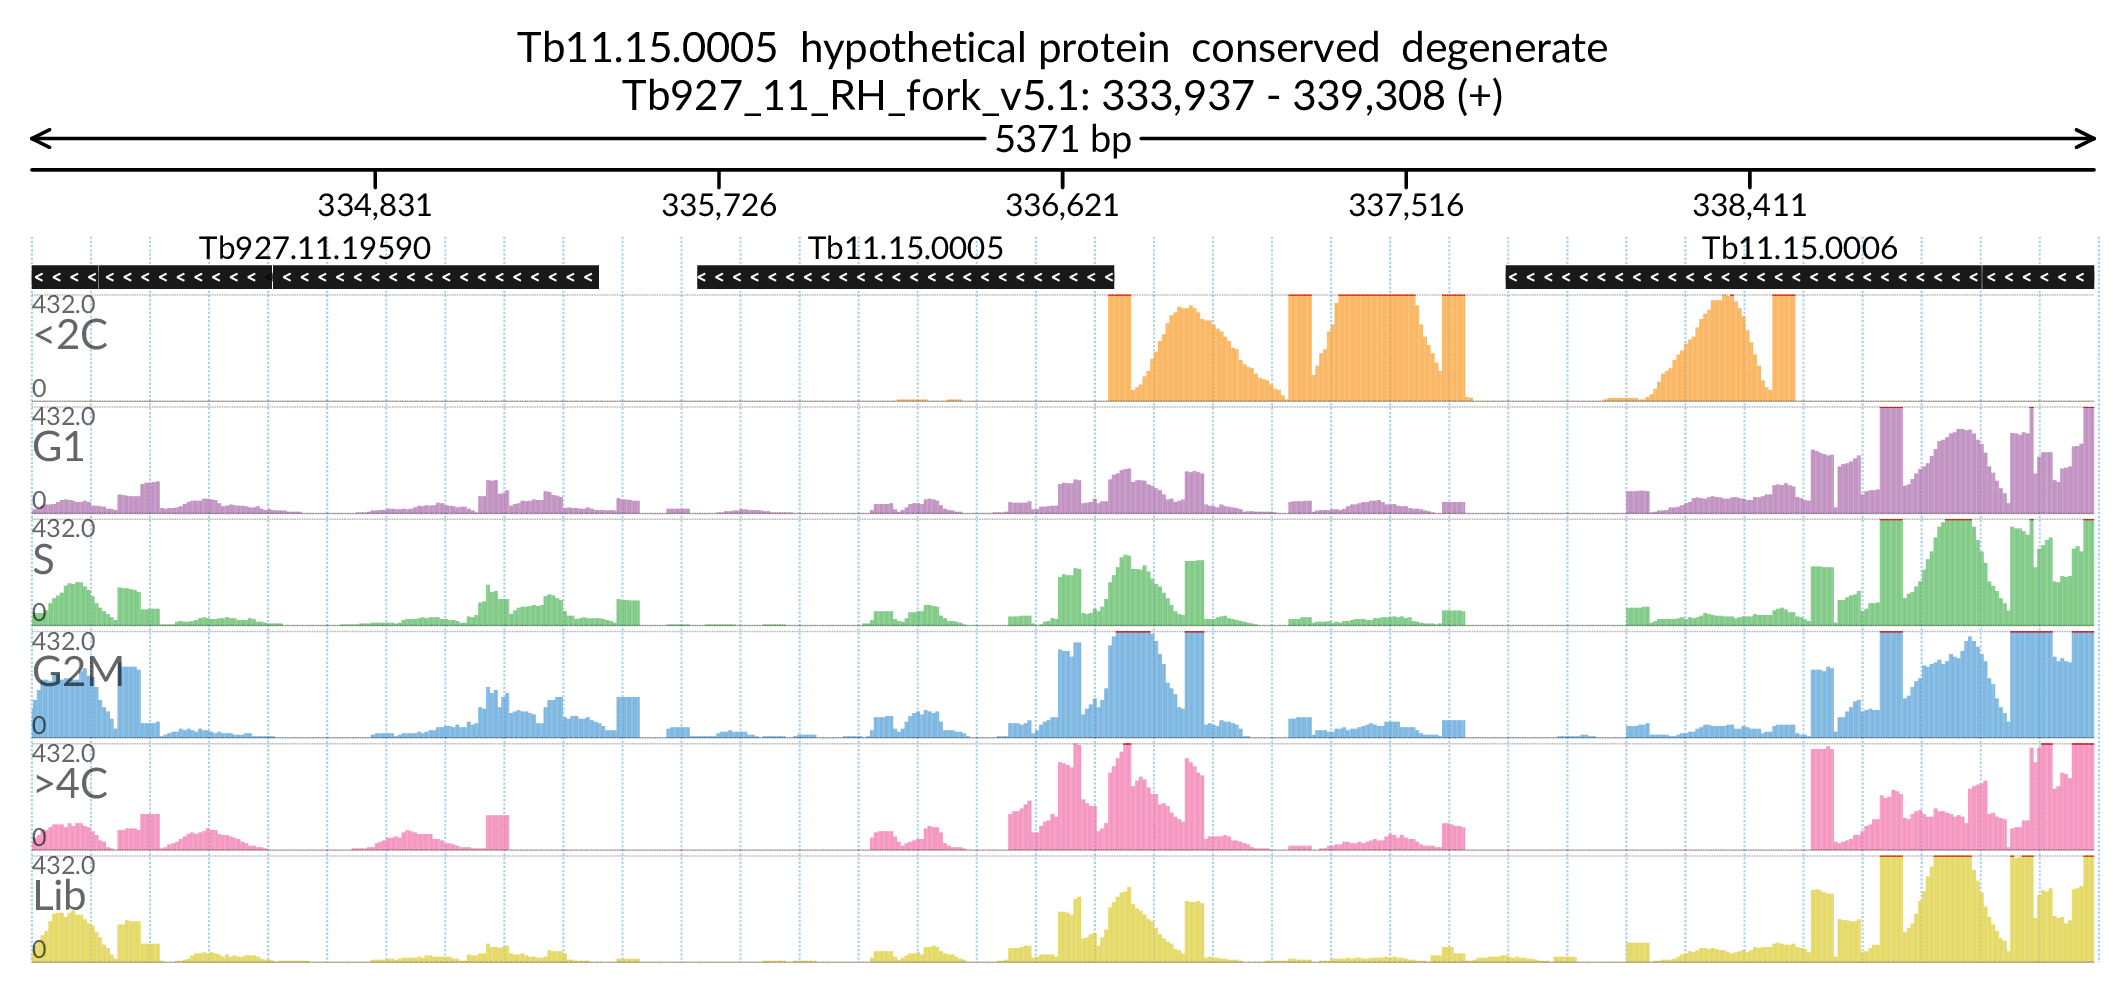 Tb11.15.0005 hypothetical protein conserved degenerate
Tb927_11_RH_fork_v5.1: 333,937 - 339,308 (+)
5371 bp
334,831 335,726 336,621 337,516 338,411
Tb927.11.19590 Tb11.15.0005 Tb11.15.0006
432.0
<2C
0
432.0
G1
0
432.0
S
0
432.0
G2M
0
432.0
>4C
0
432.0
Lib
0